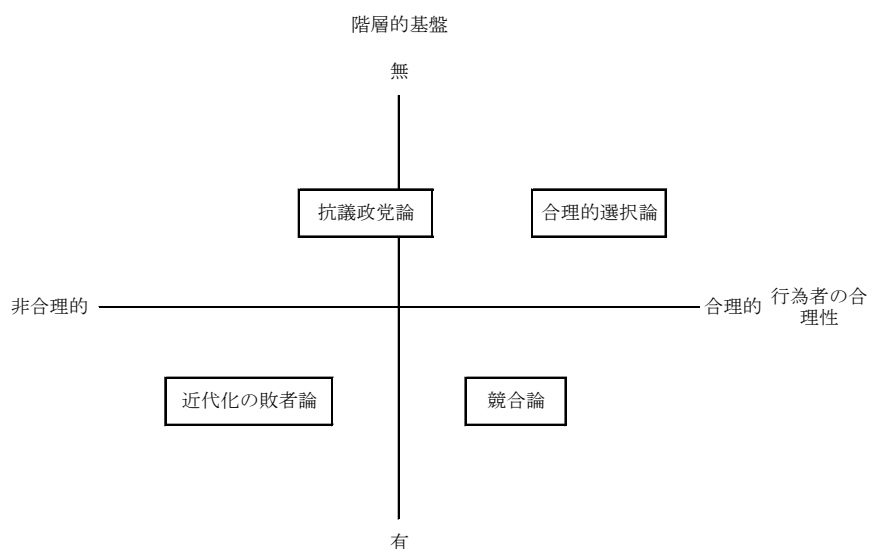 階層的基盤
無
抗議政党論
合理的選択論
非合理的
合理的
行為者の合
理性
近代化の敗者論
競合論
有